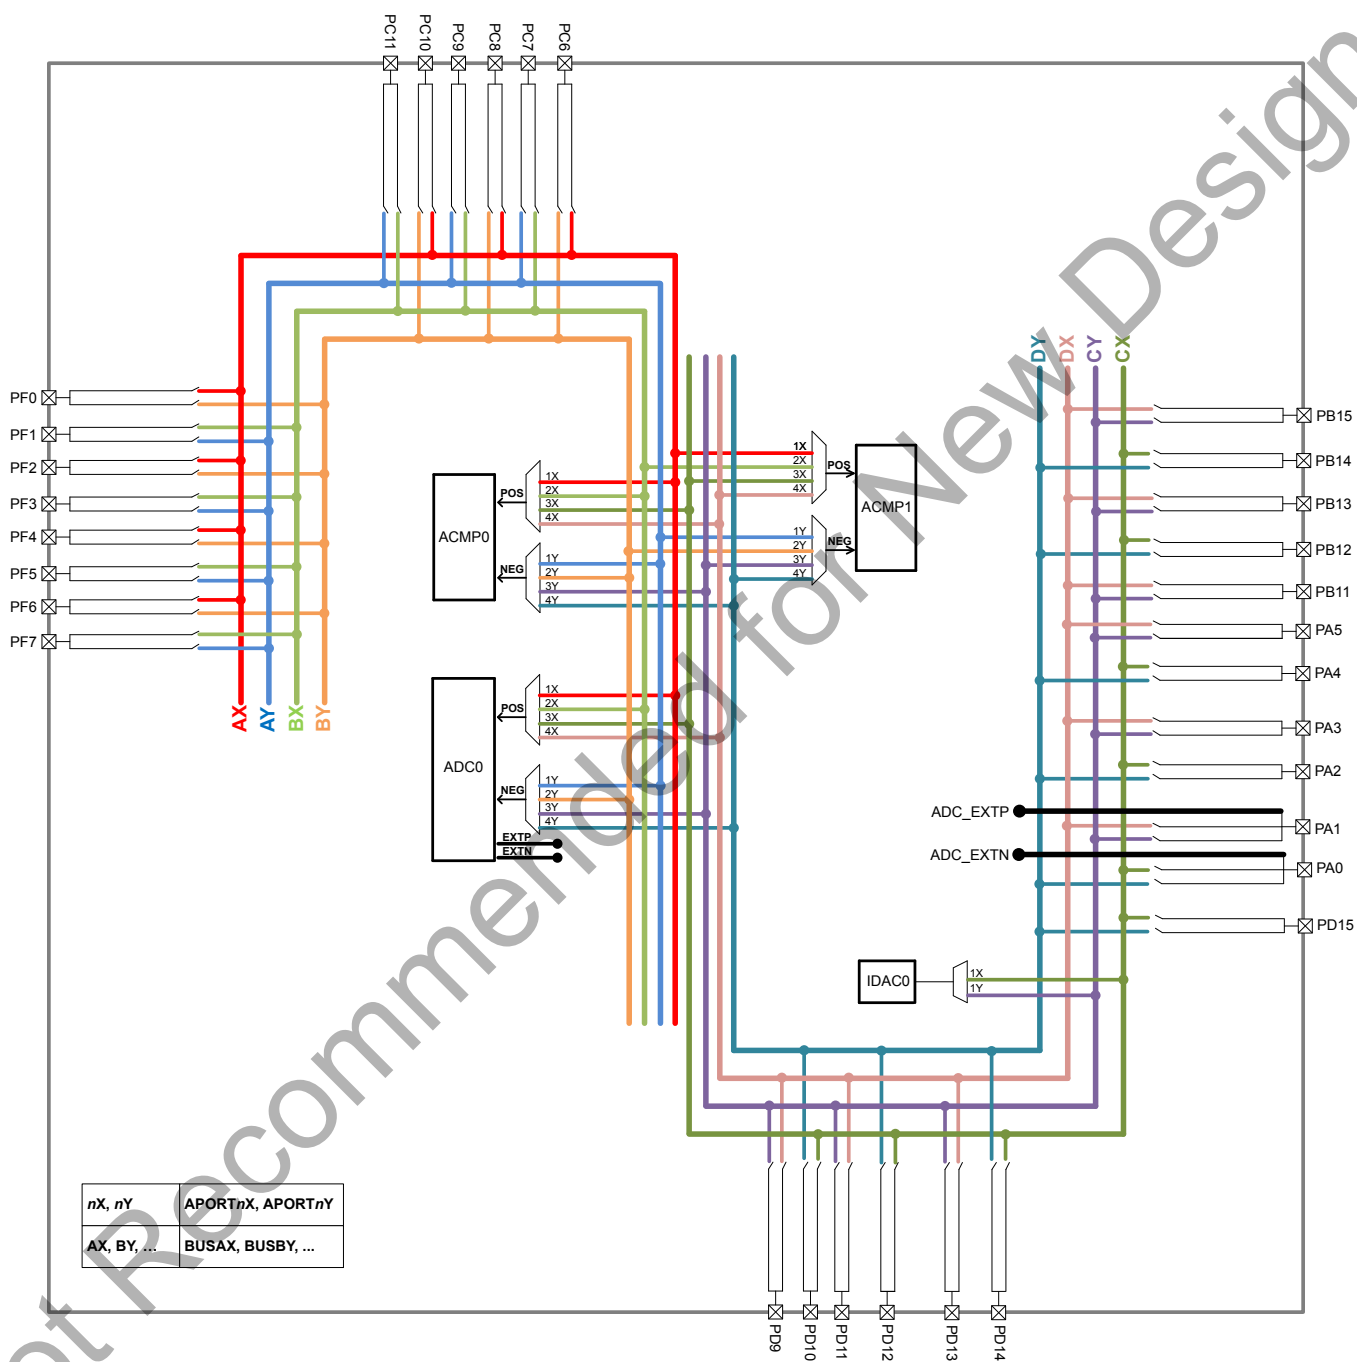 PC11
PC10
PC9
PC8
PC7
PC6
PF0
PF1
PF2
PF3
PF4
PF5
PF6
PF7
AX
AY
BX
BY
ACMP0
POS
1X
2X
3X
4X
NEG
1Y
2Y
3Y
4Y
ADC0
POS
1X
2X
3X
4X
NEG
1Y
2Y
3Y
4Y
EXTP
EXTN
1X
2X
3X
4X
POS
ACMP1
1Y
2Y
3Y
4Y
NEG
DY
DX
CY
CX
PB15
PB14
PB13
PB12
PB11
PA5
PA4
PA3
PA2
ADC_EXTP
PA1
ADC_EXTN
PA0
PD15
IDAC0
1X
1Y
PD9
PD10
PD11
PD12
PD13
PD14
nX, nY APORTnX, APORTnY
AX, BY, ... BUSAX, BUSBY, ...
ot Recommended for New Design